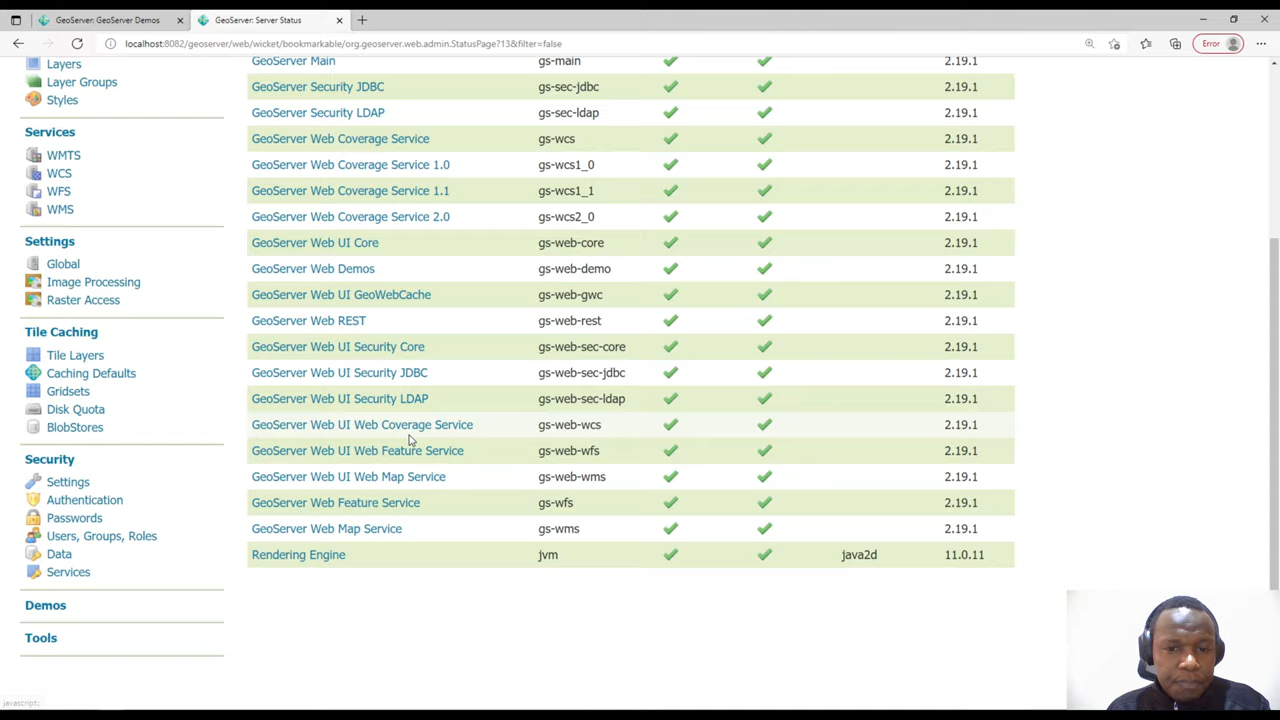 GeoServer: GeoServer Demos
GeoServer: Server Status
localhost:8082/geoserver/web/wicket/bookmarkable/org.geoserver.web.admin.StatusPage?13&filter=false
Error
Layers
Layer Groups
Styles
Services
WMTS
WCS
WFS
WMS
Settings
Global
Image Processing
Raster Access
Tile Caching
Tile Layers
Caching Defaults
Gridsets
Disk Quota
BlobStores
Security
Settings
Authentication
Passwords
Users, Groups, Roles
Data
Services
Demos
Tools
GeoServer Main gs-main 2.19.1
GeoServer Security JDBC gs-sec-jdbc 2.19.1
GeoServer Security LDAP gs-sec-ldap 2.19.1
GeoServer Web Coverage Service gs-wcs 2.19.1
GeoServer Web Coverage Service 1.0 gs-wcs1_0 2.19.1
GeoServer Web Coverage Service 1.1 gs-wcs1_1 2.19.1
GeoServer Web Coverage Service 2.0 gs-wcs2_0 2.19.1
GeoServer Web UI Core gs-web-core 2.19.1
GeoServer Web Demos gs-web-demo 2.19.1
GeoServer Web UI GeoWebCache gs-web-gwc 2.19.1
GeoServer Web REST gs-web-rest 2.19.1
GeoServer Web UI Security Core gs-web-sec-core 2.19.1
GeoServer Web UI Security JDBC gs-web-sec-jdbc 2.19.1
GeoServer Web UI Security LDAP gs-web-sec-ldap 2.19.1
GeoServer Web UI Web Coverage Service gs-web-wcs 2.19.1
GeoServer Web UI Web Feature Service gs-web-wfs 2.19.1
GeoServer Web UI Web Map Service gs-web-wms 2.19.1
GeoServer Web Feature Service gs-wfs 2.19.1
GeoServer Web Map Service gs-wms 2.19.1
Rendering Engine jvm java2d 11.0.11
javascript: